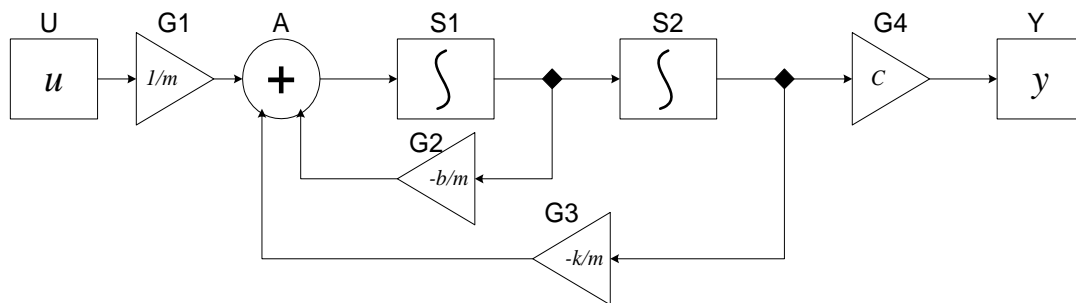 U G1 A S1 S2 G4 Y
u 1/m + ∫ ∫ C y
G2
-b/m
G3
-k/m